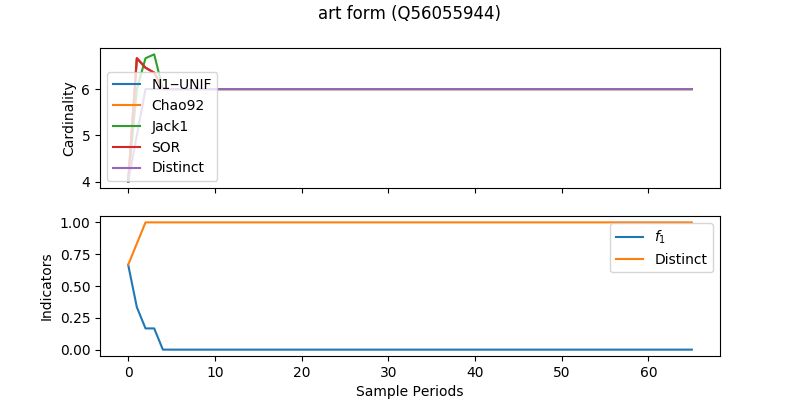 art form (Q56055944)
Cardinality
6
5
4
N1−UNIF
Chao92
Jack1
SOR
Distinct
Indicators
1.00
0.75
0.50
0.25
0.00
f1
Distinct
0 10 20 30 40 50 60
Sample Periods